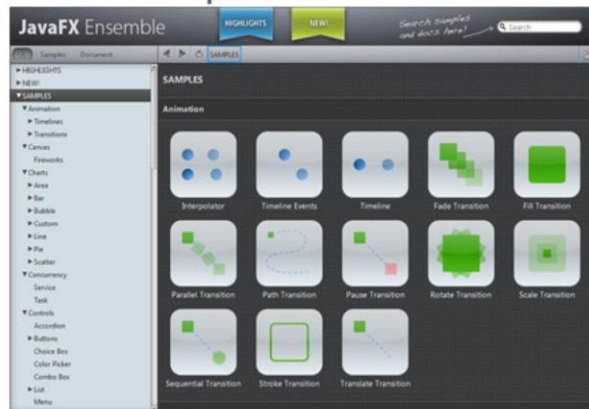 JavaFX Ensemble
HIGHLIGHTS
NEW!
Search samples
and docs here!
Search
All Samples Document
SAMPLES
HIGHLIGHTS
NEW!
SAMPLES
Animation
Timelines
Transitions
Canvas
Fireworks
Charts
Area
Bar
Bubble
Custom
Line
Pie
Scatter
Concurrency
Service
Task
Controls
Accordion
Buttons
Choice Box
Color Picker
Combo Box
List
Menu
SAMPLES
Animation
Interpolator
Timeline Events
Timeline
Fade Transition
Fill Transition
Parallel Transition
Path Transition
Pause Transition
Rotate Transition
Scale Transition
Sequential Transition
Stroke Transition
Translate Transition